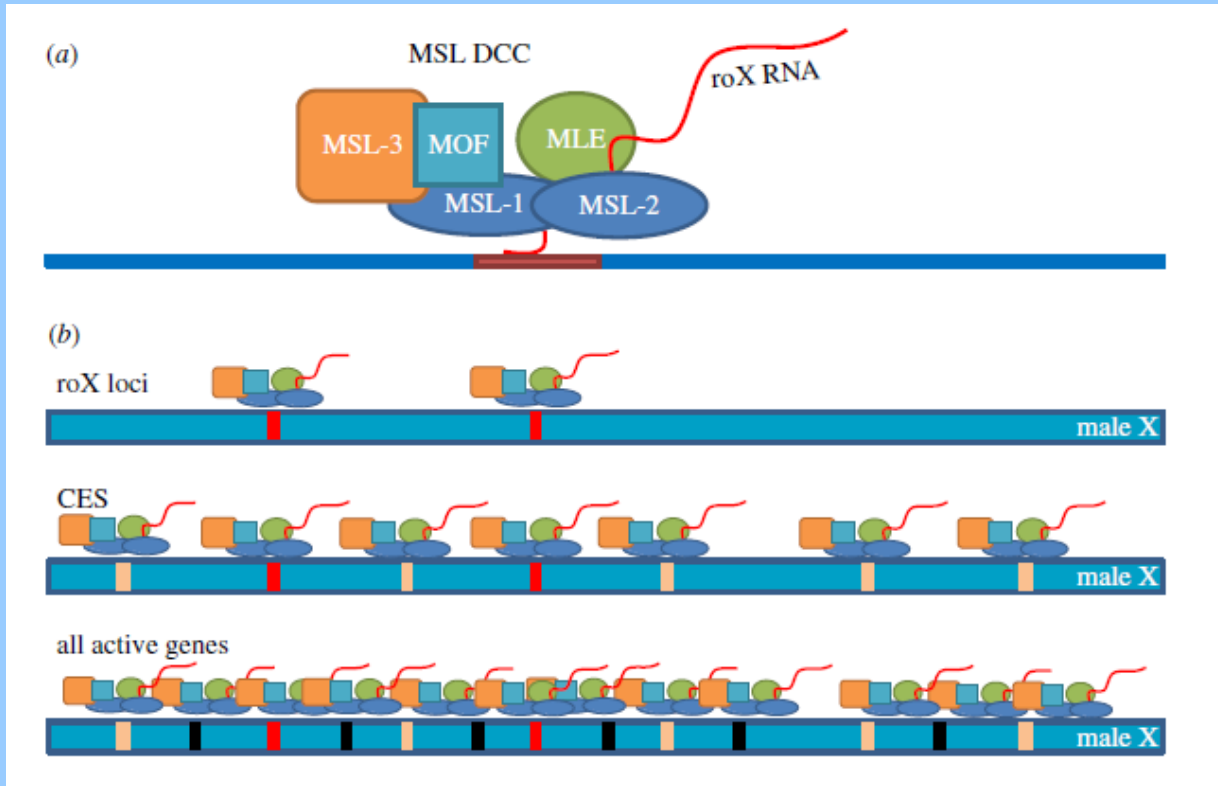 (a)
MSL DCC
roX RNA
MSL-3
MOF
MLE
MSL-1
MSL-2
(b)
roX loci
male X
CES
male X
all active genes
male X